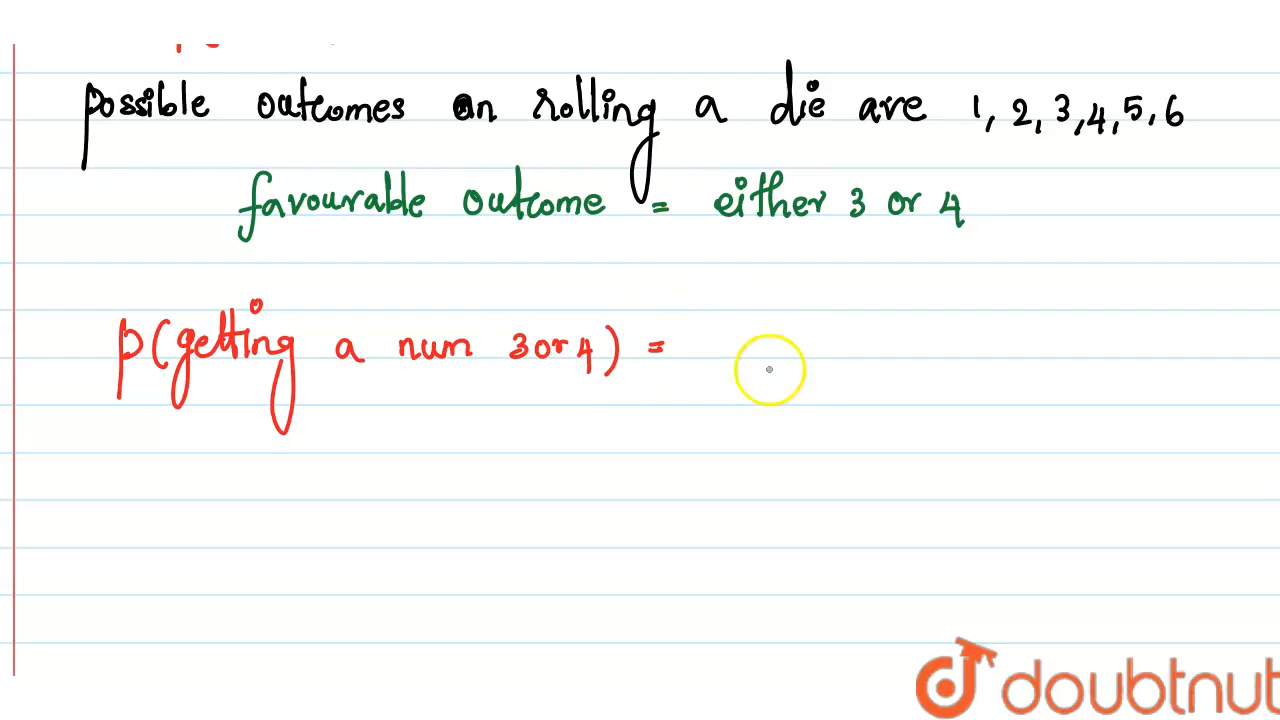 possible outcomes on rolling a die are 1, 2, 3, 4, 5, 6
favourable outcome = either 3 or 4
p(getting a num 3 or 4) =
doubtnut